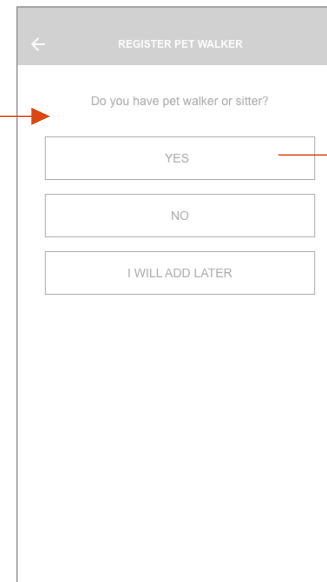 REGISTER PET WALKER
Do you have pet walker or sitter?
YES
NO
I WILL ADD LATER